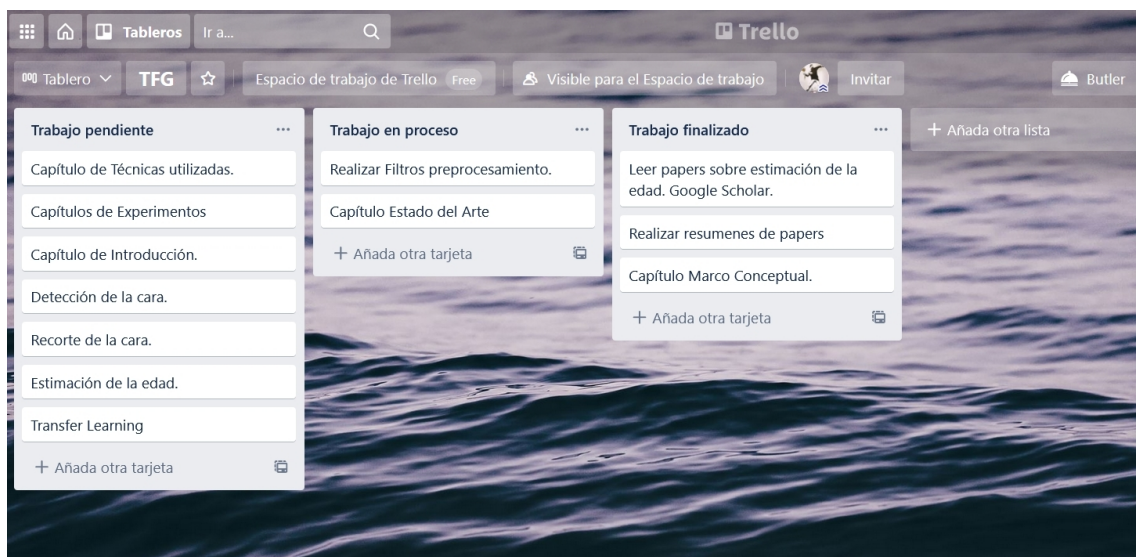 Tableros
Ir a...
Trello
Tablero
TFG
Espacio de trabajo de Trello Free
Visible para el Espacio de trabajo
Invitar
Butler
Trabajo pendiente
Capítulo de Técnicas utilizadas.
Capítulos de Experimentos
Capítulo de Introducción.
Detección de la cara.
Recorte de la cara.
Estimación de la edad.
Transfer Learning
+ Añada otra tarjeta
Trabajo en proceso
Realizar Filtros preprocesamiento.
Capítulo Estado del Arte
+ Añada otra tarjeta
Trabajo finalizado
Leer papers sobre estimación de la
edad. Google Scholar.
Realizar resumenes de papers
Capítulo Marco Conceptual.
+ Añada otra tarjeta
+ Añada otra lista